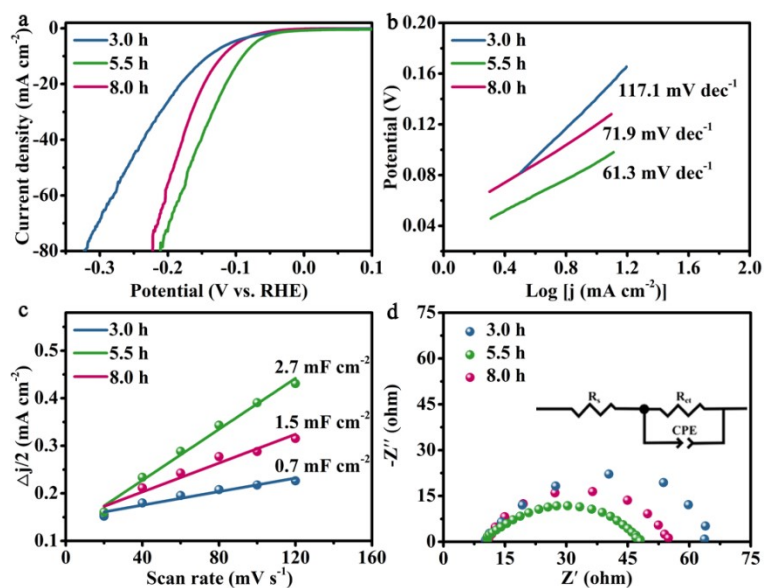 a
3.0 h
5.5 h
8.0 h
Current density (mA cm⁻²)
0
-20
-40
-60
-80
-0.3
-0.2
-0.1
0.0
0.1
Potential (V vs. RHE)
b
3.0 h
5.5 h
8.0 h
117.1 mV dec⁻¹
71.9 mV dec⁻¹
61.3 mV dec⁻¹
Potential (V)
0.20
0.16
0.12
0.08
0.04
0.0
0.4
0.8
1.2
1.6
2.0
Log [j (mA cm⁻²)]
c
3.0 h
5.5 h
8.0 h
2.7 mF cm⁻²
1.5 mF cm⁻²
0.7 mF cm⁻²
△j/2 (mA cm⁻²)
0.5
0.4
0.3
0.2
0.1
0
40
80
120
160
Scan rate (mV s⁻¹)
d
3.0 h
5.5 h
8.0 h
Rs
Rct
CPE
-Z′′ (ohm)
75
60
45
30
15
0
15
30
45
60
75
Z′ (ohm)